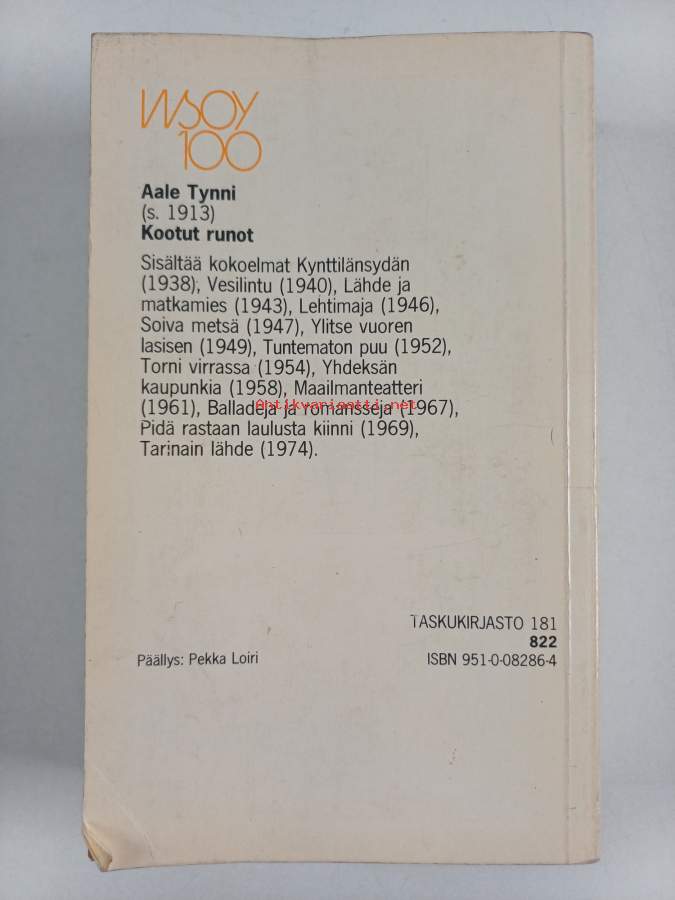 WSOY
100
Aale Tynni
(s. 1913)
Kootut runot
Sisältää kokoelmat Kynttilänsydän
(1938), Vesilintu (1940), Lähde ja
matkamies (1943), Lehtimaja (1946),
Soiva metsä (1947), Ylitse vuoren
lasisen (1949), Tuntematon puu (1952),
Torni virrassa (1954), Yhdeksän
kaupunkia (1958), Maailmanteatteri
(1961), Balladeja ja romansseja (1967),
Antikvariaatti.net
Pidä rastaan laulusta kiinni (1969),
Tarinain lähde (1974).
TASKUKIRJASTO 181
822
Päällys: Pekka Loiri
ISBN 951-0-08286-4